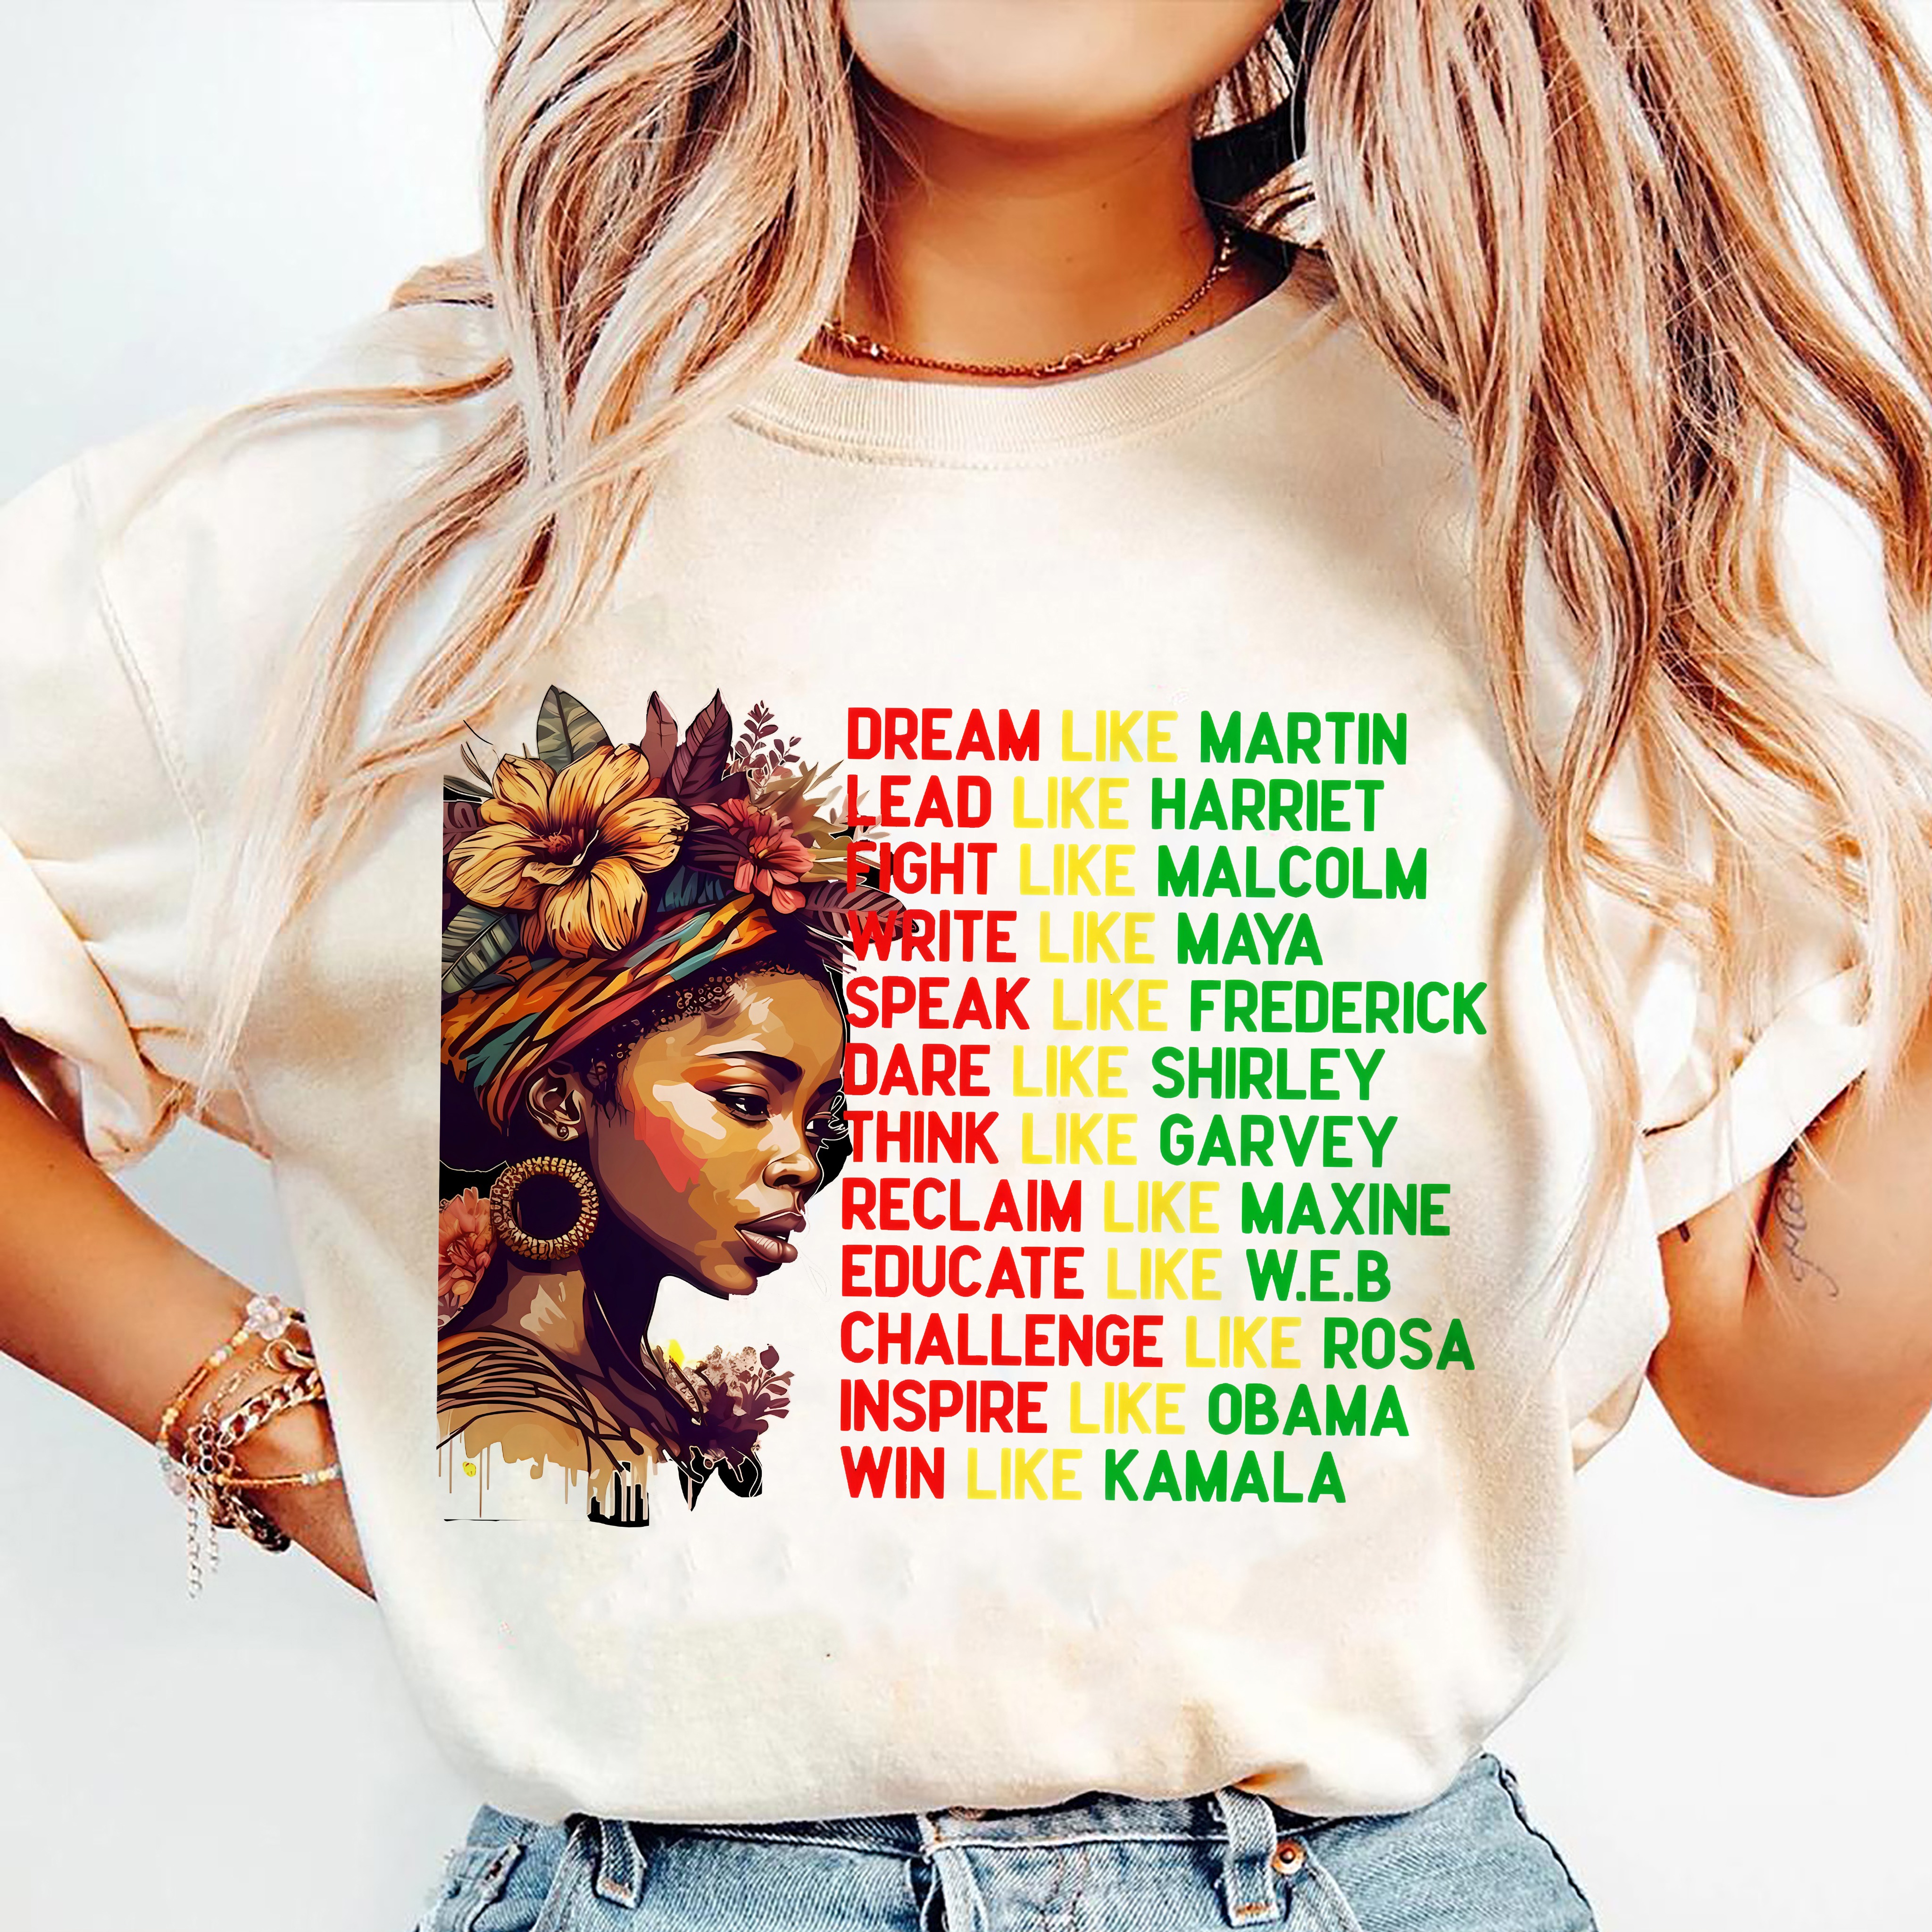 DREAM LIKE MARTIN
LEAD LIKE HARRIET
FIGHT LIKE MALCOLM
WRITE LIKE MAYA
SPEAK LIKE FREDERICK
DARE LIKE SHIRLEY
THINK LIKE GARVEY
RECLAIM LIKE MAXINE
EDUCATE LIKE W.E.B
CHALLENGE LIKE ROSA
INSPIRE LIKE OBAMA
WIN LIKE KAMALA